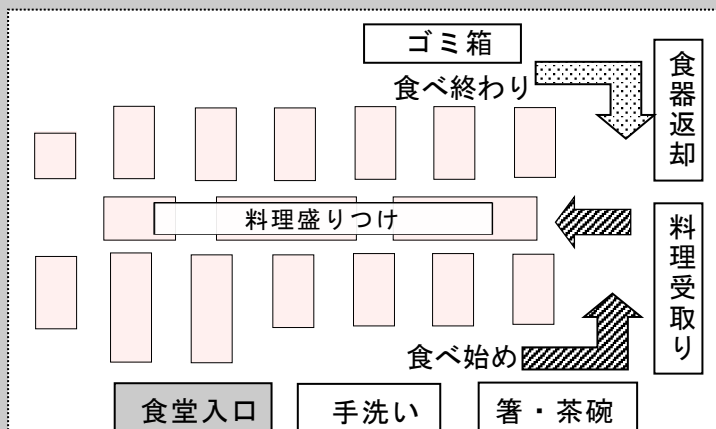 ゴミ箱
食べ終わり
食器返却
料理盛りつけ
料理受取り
食べ始め
食堂入口
手洗い
箸・茶碗